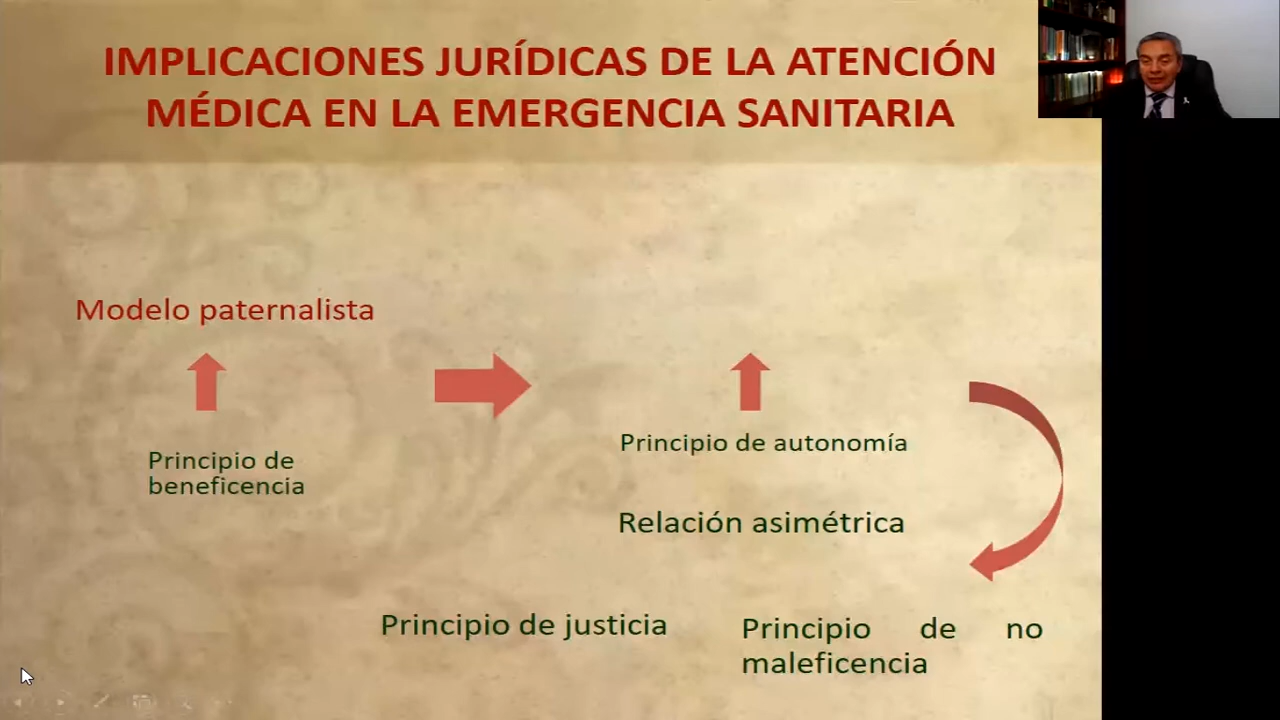 IMPLICACIONES JURÍDICAS DE LA ATENCIÓN
MÉDICA EN LA EMERGENCIA SANITARIA
Modelo paternalista
Principio de
beneficencia
Principio de autonomía
Relación asimétrica
Principio de justicia
Principio de no
maleficencia